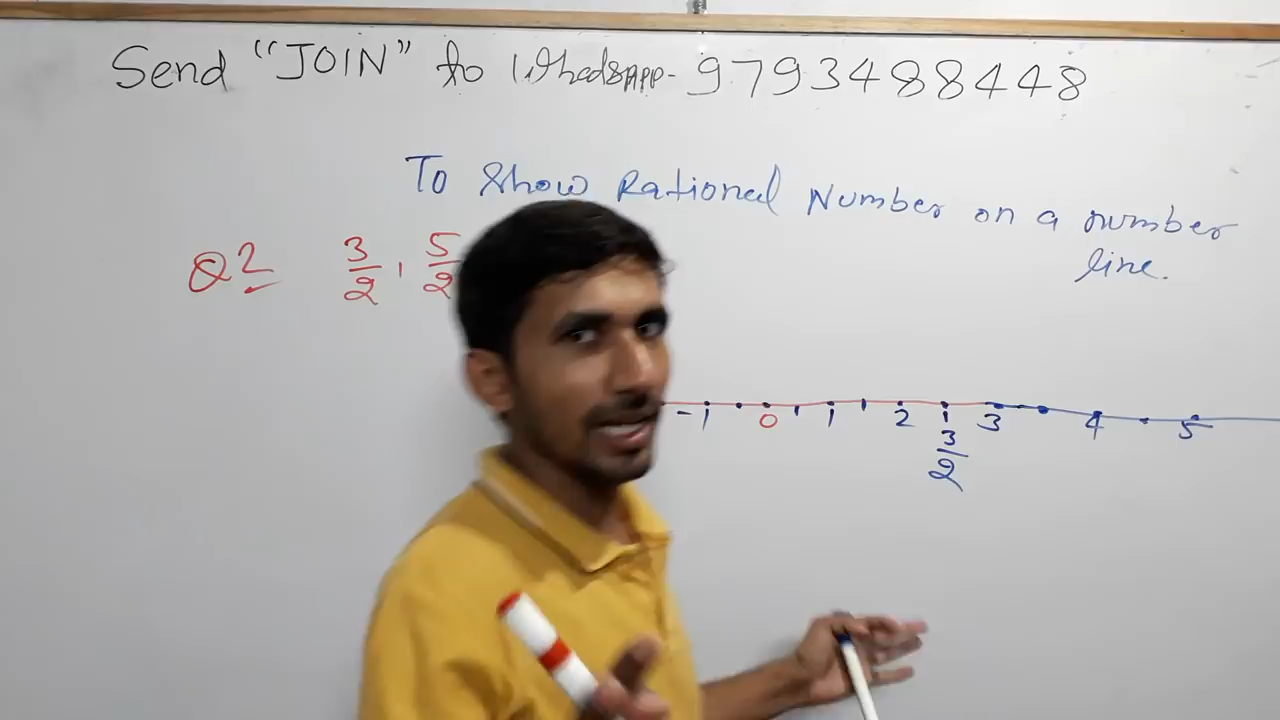 Send "JOIN" to WhatsAPP- 9793488448
To Show Rational Number on a number
line.
Q2 3/2, 5/2
-1 0 1 2 3 4 5
3/2